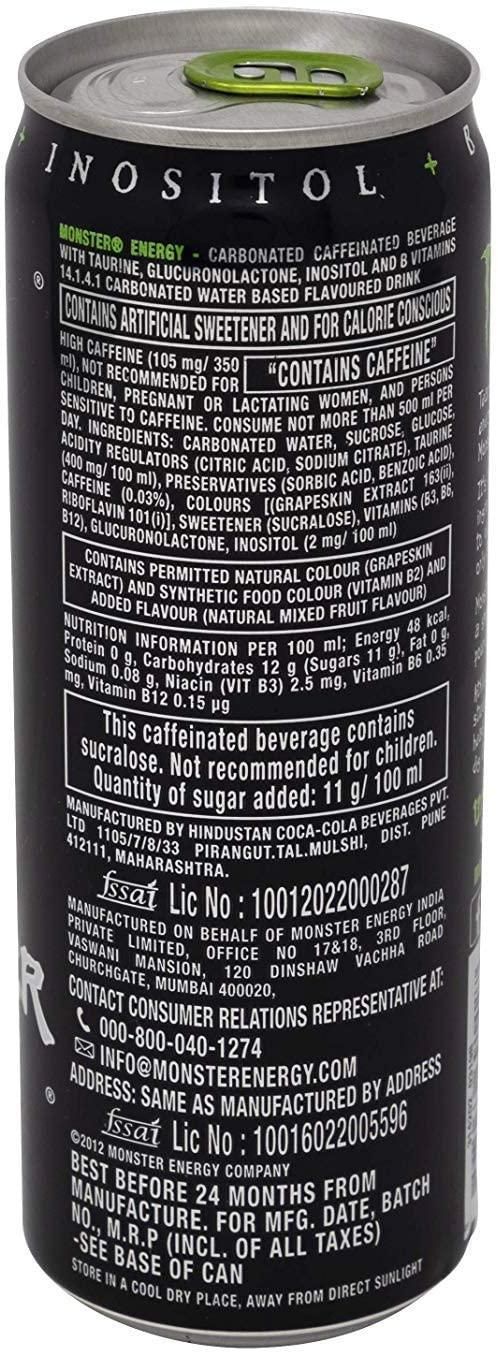 + INOSITOL + B
MONSTER® ENERGY - CARBONATED CAFFEINATED BEVERAGE
WITH TAURINE, GLUCURONOLACTONE, INOSITOL AND B VITAMINS
14.1.4.1 CARBONATED WATER BASED FLAVOURED DRINK
®
CONTAINS ARTIFICIAL SWEETENER AND FOR CALORIE CONSCIOUS
HIGH CAFFEINE (105 mg/ 350
ml), NOT RECOMMENDED FOR "CONTAINS CAFFEINE"
CHILDREN, PREGNANT OR LACTATING WOMEN, AND PERSONS
SENSITIVE TO CAFFEINE. CONSUME NOT MORE THAN 500 ml PER
DAY. INGREDIENTS: CARBONATED WATER, SUCROSE, GLUCOSE,
ACIDITY REGULATORS (CITRIC ACID, SODIUM CITRATE), TAURINE
(400 mg/ 100 ml), PRESERVATIVES (SORBIC ACID, BENZOIC ACID),
CAFFEINE (0.03%), COLOURS [(GRAPESKIN EXTRACT 163(ii),
RIBOFLAVIN 101(i)], SWEETENER (SUCRALOSE), VITAMINS (B3, B6,
B12), GLUCURONOLACTONE, INOSITOL (2 mg/ 100 ml)
CONTAINS PERMITTED NATURAL COLOUR (GRAPESKIN
EXTRACT) AND SYNTHETIC FOOD COLOUR (VITAMIN B2) AND
ADDED FLAVOUR (NATURAL MIXED FRUIT FLAVOUR)
NUTRITION INFORMATION PER 100 ml; Energy 48 kcal,
Protein 0 g, Carbohydrates 12 g (Sugars 11 g), Fat 0 g,
Sodium 0.08 g, Niacin (VIT B3) 2.5 mg, Vitamin B6 0.35
mg, Vitamin B12 0.15 µg
This caffeinated beverage contains
sucralose. Not recommended for children.
Quantity of sugar added: 11 g/ 100 ml
MANUFACTURED BY HINDUSTAN COCA-COLA BEVERAGES PVT.
LTD 1105/7/8/33 PIRANGUT.TAL.MULSHI, DIST. PUNE
412111, MAHARASHTRA.
fssai Lic No : 10012022000287
MANUFACTURED ON BEHALF OF MONSTER ENERGY INDIA
PRIVATE LIMITED, OFFICE NO 17&18, 3RD FLOOR,
VASWANI MANSION, 120 DINSHAW VACHHA ROAD
CHURCHGATE, MUMBAI 400020,
CONTACT CONSUMER RELATIONS REPRESENTATIVE AT:
000-800-040-1274
INFO@MONSTERENERGY.COM
ADDRESS: SAME AS MANUFACTURED BY ADDRESS
fssai Lic No : 10016022005596
®
©2012 MONSTER ENERGY COMPANY
BEST BEFORE 24 MONTHS FROM
MANUFACTURE. FOR MFG. DATE, BATCH
NO., M.R.P (INCL. OF ALL TAXES)
-SEE BASE OF CAN
STORE IN A COOL DRY PLACE, AWAY FROM DIRECT SUNLIGHT